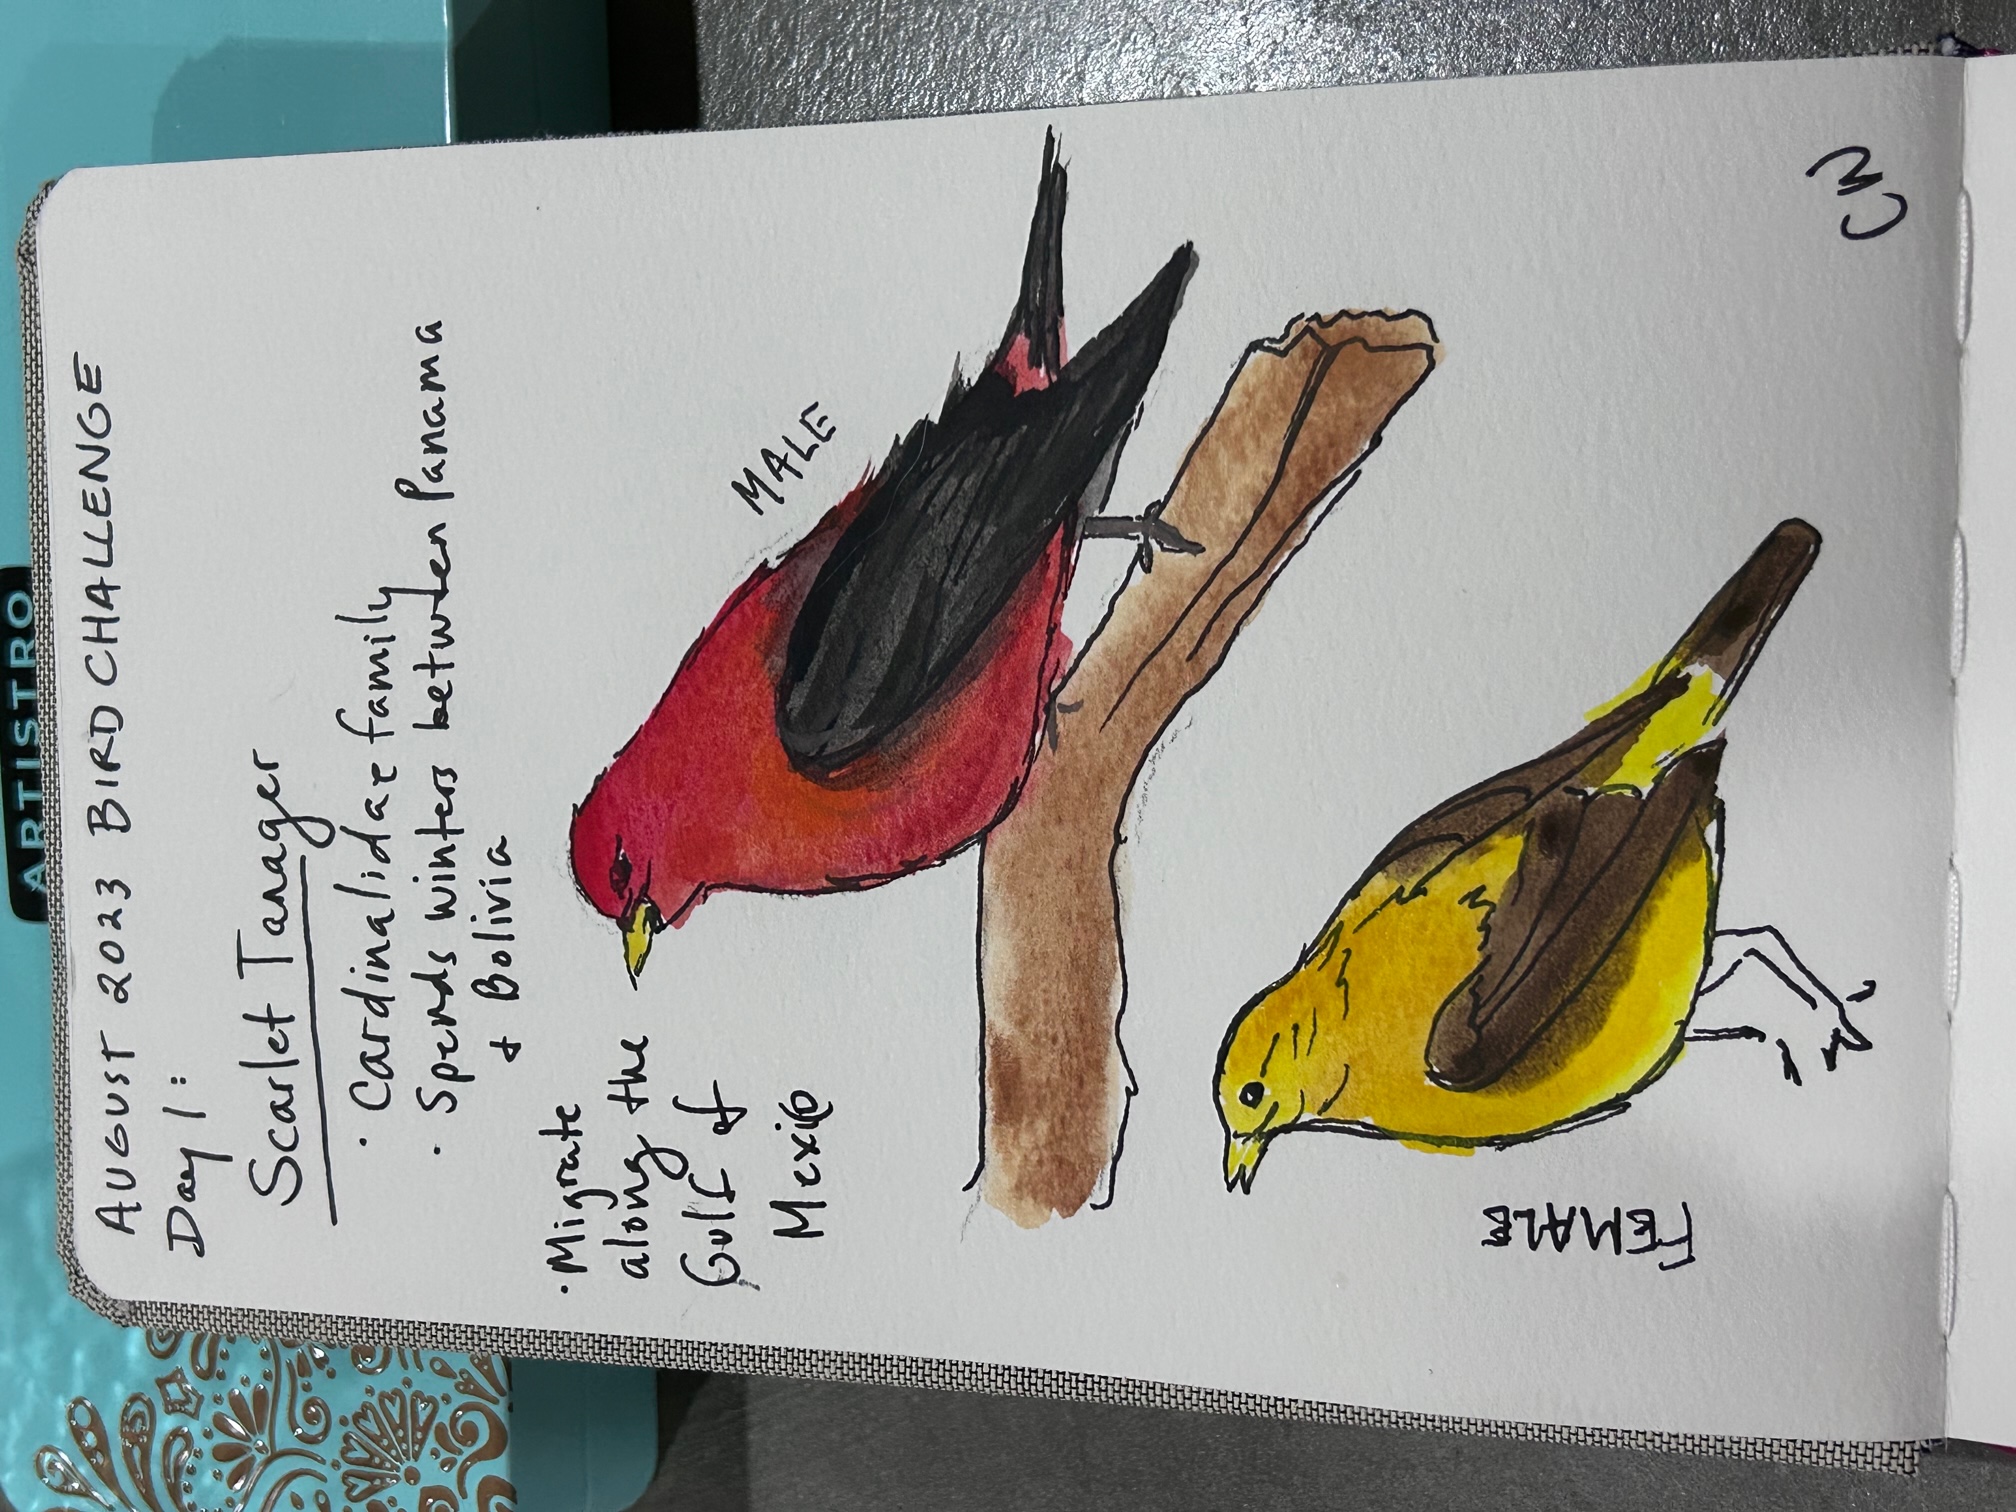 ARTISTRO
AUGUST 2023 BIRD CHALLENGE
Day 1:
Scarlet Tanager
· Cardinalidae family
· Spends winters between Panama
+ Bolivia
· Migrate
along the
Gulf of
Mexico
MALE
FEMALE
CW